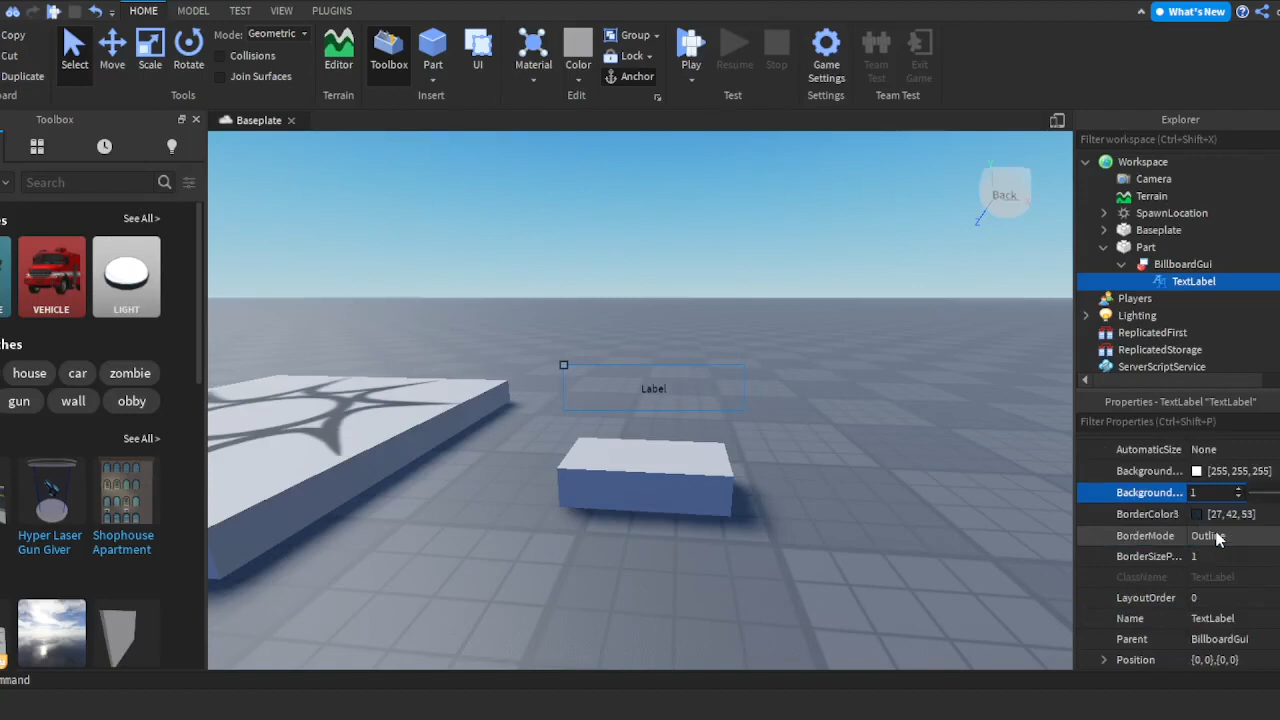 HOME MODEL TEST VIEW PLUGINS What's New
Copy
Cut
Duplicate
ard
Select Move Scale Rotate
Mode: Geometric
Collisions
Join Surfaces
Tools
Editor
Terrain
Toolbox Part UI
Insert
Material Color
Group
Lock
Anchor
Edit
Play Resume Stop
Test
Game
Settings
Settings
Team
Test
Exit
Game
Team Test
Toolbox
Search
es See All >
E VEHICLE LIGHT
hes
house car zombie
gun wall obby
See All >
Hyper Laser
Gun Giver
Shophouse
Apartment
mmand
Baseplate
Back
Z
Label
Explorer
Filter workspace (Ctrl+Shift+X)
Workspace
Camera
Terrain
SpawnLocation
Baseplate
Part
BillboardGui
TextLabel
Players
Lighting
ReplicatedFirst
ReplicatedStorage
ServerScriptService
Properties - TextLabel "TextLabel"
Filter Properties (Ctrl+Shift+P)
AutomaticSize None
Background... [255,255,255]
Background... 1
BorderColor3 [27,42,53]
BorderMode Outline
BorderSizeP... 1
ClassName TextLabel
LayoutOrder 0
Name TextLabel
Parent BillboardGui
Position {0,0},{0,0}